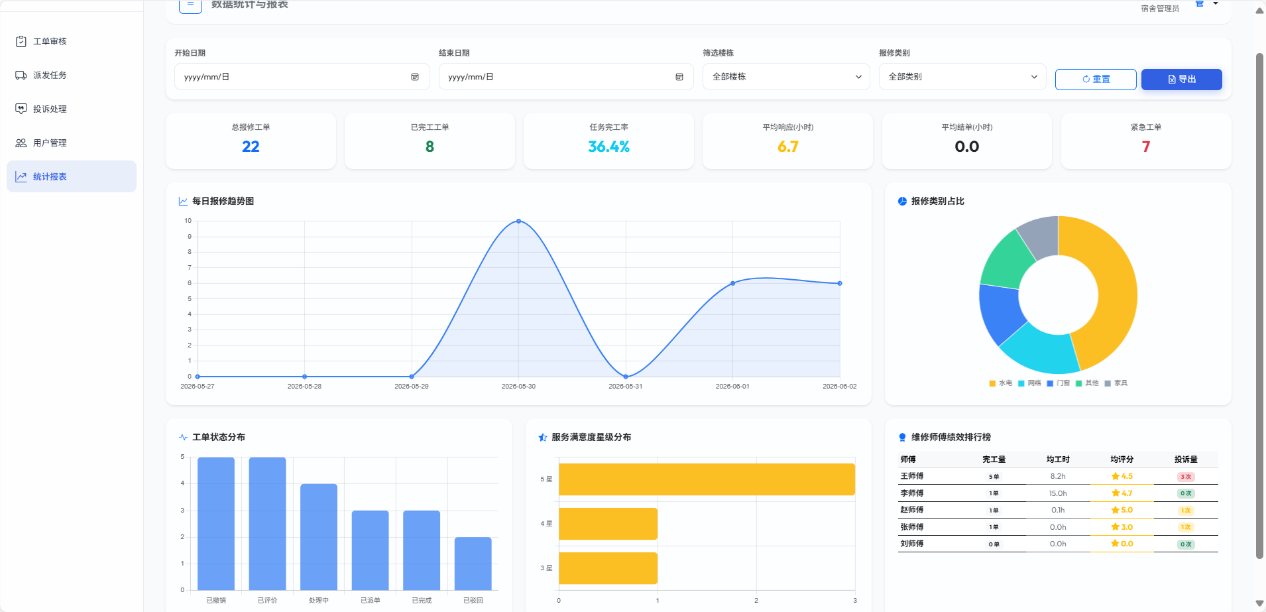 数据统计与报表
宿舍管理员
工单审核
派发任务
投诉处理
用户管理
统计报表
开始日期
yyyy/mm/日
结束日期
yyyy/mm/日
筛选楼栋
全部楼栋
报修类别
全部类别
重置
导出
总报修工单
22
已完工工单
8
任务完工率
36.4%
平均响应(小时)
6.7
平均结单(小时)
0.0
紧急工单
7
每日报修趋势图
10
9
8
7
6
5
4
3
2
1
0
2026-05-27 2026-05-28 2026-05-29 2026-05-30 2026-05-31 2026-06-01 2026-06-02
报修类别占比
水电 网络 门窗 其他 家具
工单状态分布
5
4
3
2
1
0
已撤销 已评价 处理中 已派单 已完成 已驳回
服务满意度星级分布
5 星
4 星
3 星
0 1 2 3
维修师傅绩效排行榜
师傅 完工量 均工时 均评分 投诉量
王师傅 5单 8.2h 4.5 3次
李师傅 1单 15.0h 4.7 0次
赵师傅 1单 0.1h 5.0 1次
张师傅 1单 0.0h 3.0 1次
刘师傅 0单 0.0h 0.0 0次